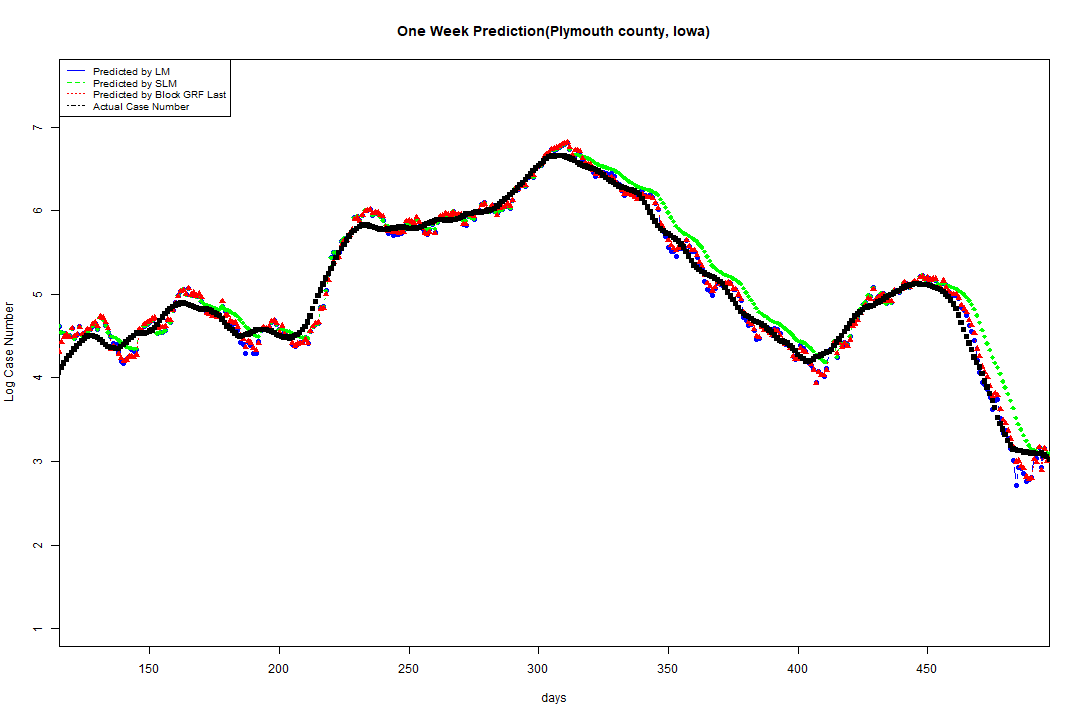 One Week Prediction(Plymouth county, Iowa)
Predicted by LM
Predicted by SLM
Predicted by Block GRF Last
Actual Case Number
7
6
5
4
3
2
1
Log Case Number
150 200 250 300 350 400 450
days